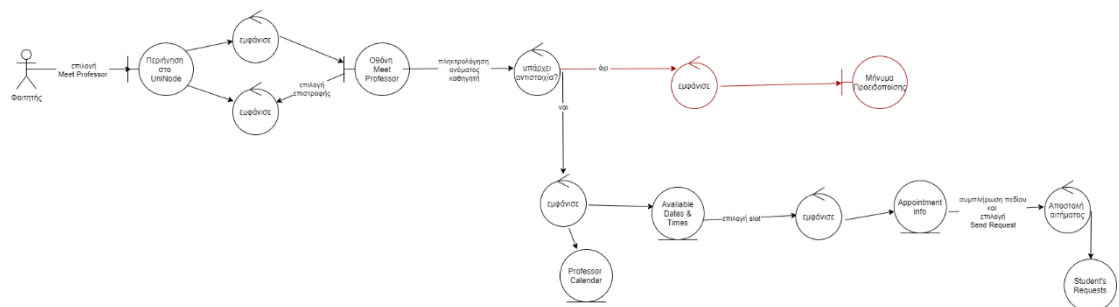 Φοιτητής
επιλογή
Meet Professor
Περιήγηση
στο
UniNode
εμφάνισε
εμφάνισε
επιλογή
επιστροφής
Οθόνη
Meet
Professor
πληκτρολόγηση
ονόματος
καθηγητή
υπάρχει
αντιστοιχία?
όχι
εμφάνισε
Μήνυμα
Προειδοποίσης
ναι
εμφάνισε
Professor
Calendar
Avaliable
Dates &
Times
επιλογή slot
εμφάνισε
Appointment
info
συμπλήρωση πεδίου
και
επιλογή
Send Request
Αποστολή
αιτήματος
Student's
Requests